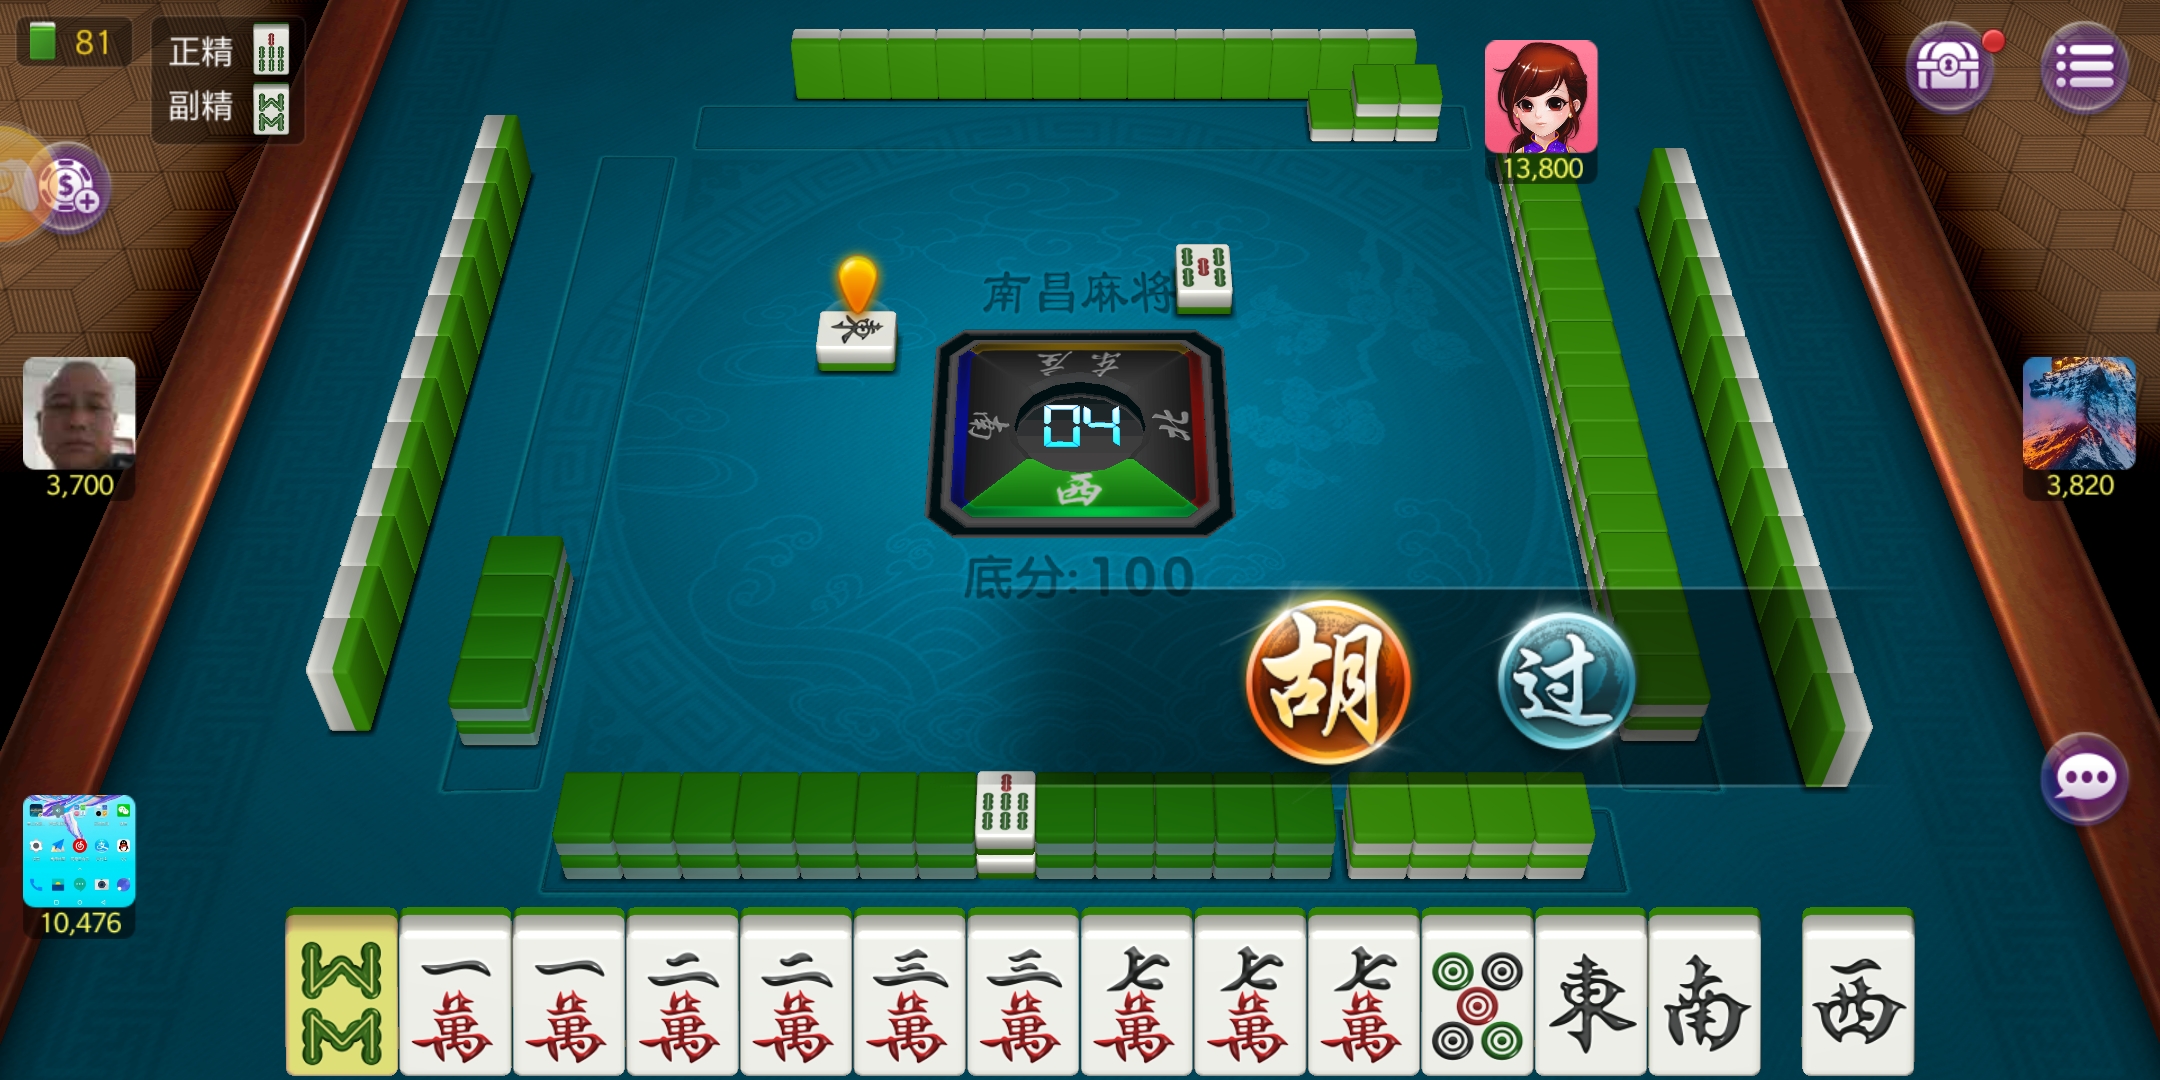 81
正精
副精
13,800
南昌麻将
東
左 东
南
北
04
西
3,700
3,820
底分:100
胡 过
10,476
一萬 一萬 二萬 二萬 三萬 三萬 七萬 七萬 七萬 東 南 西